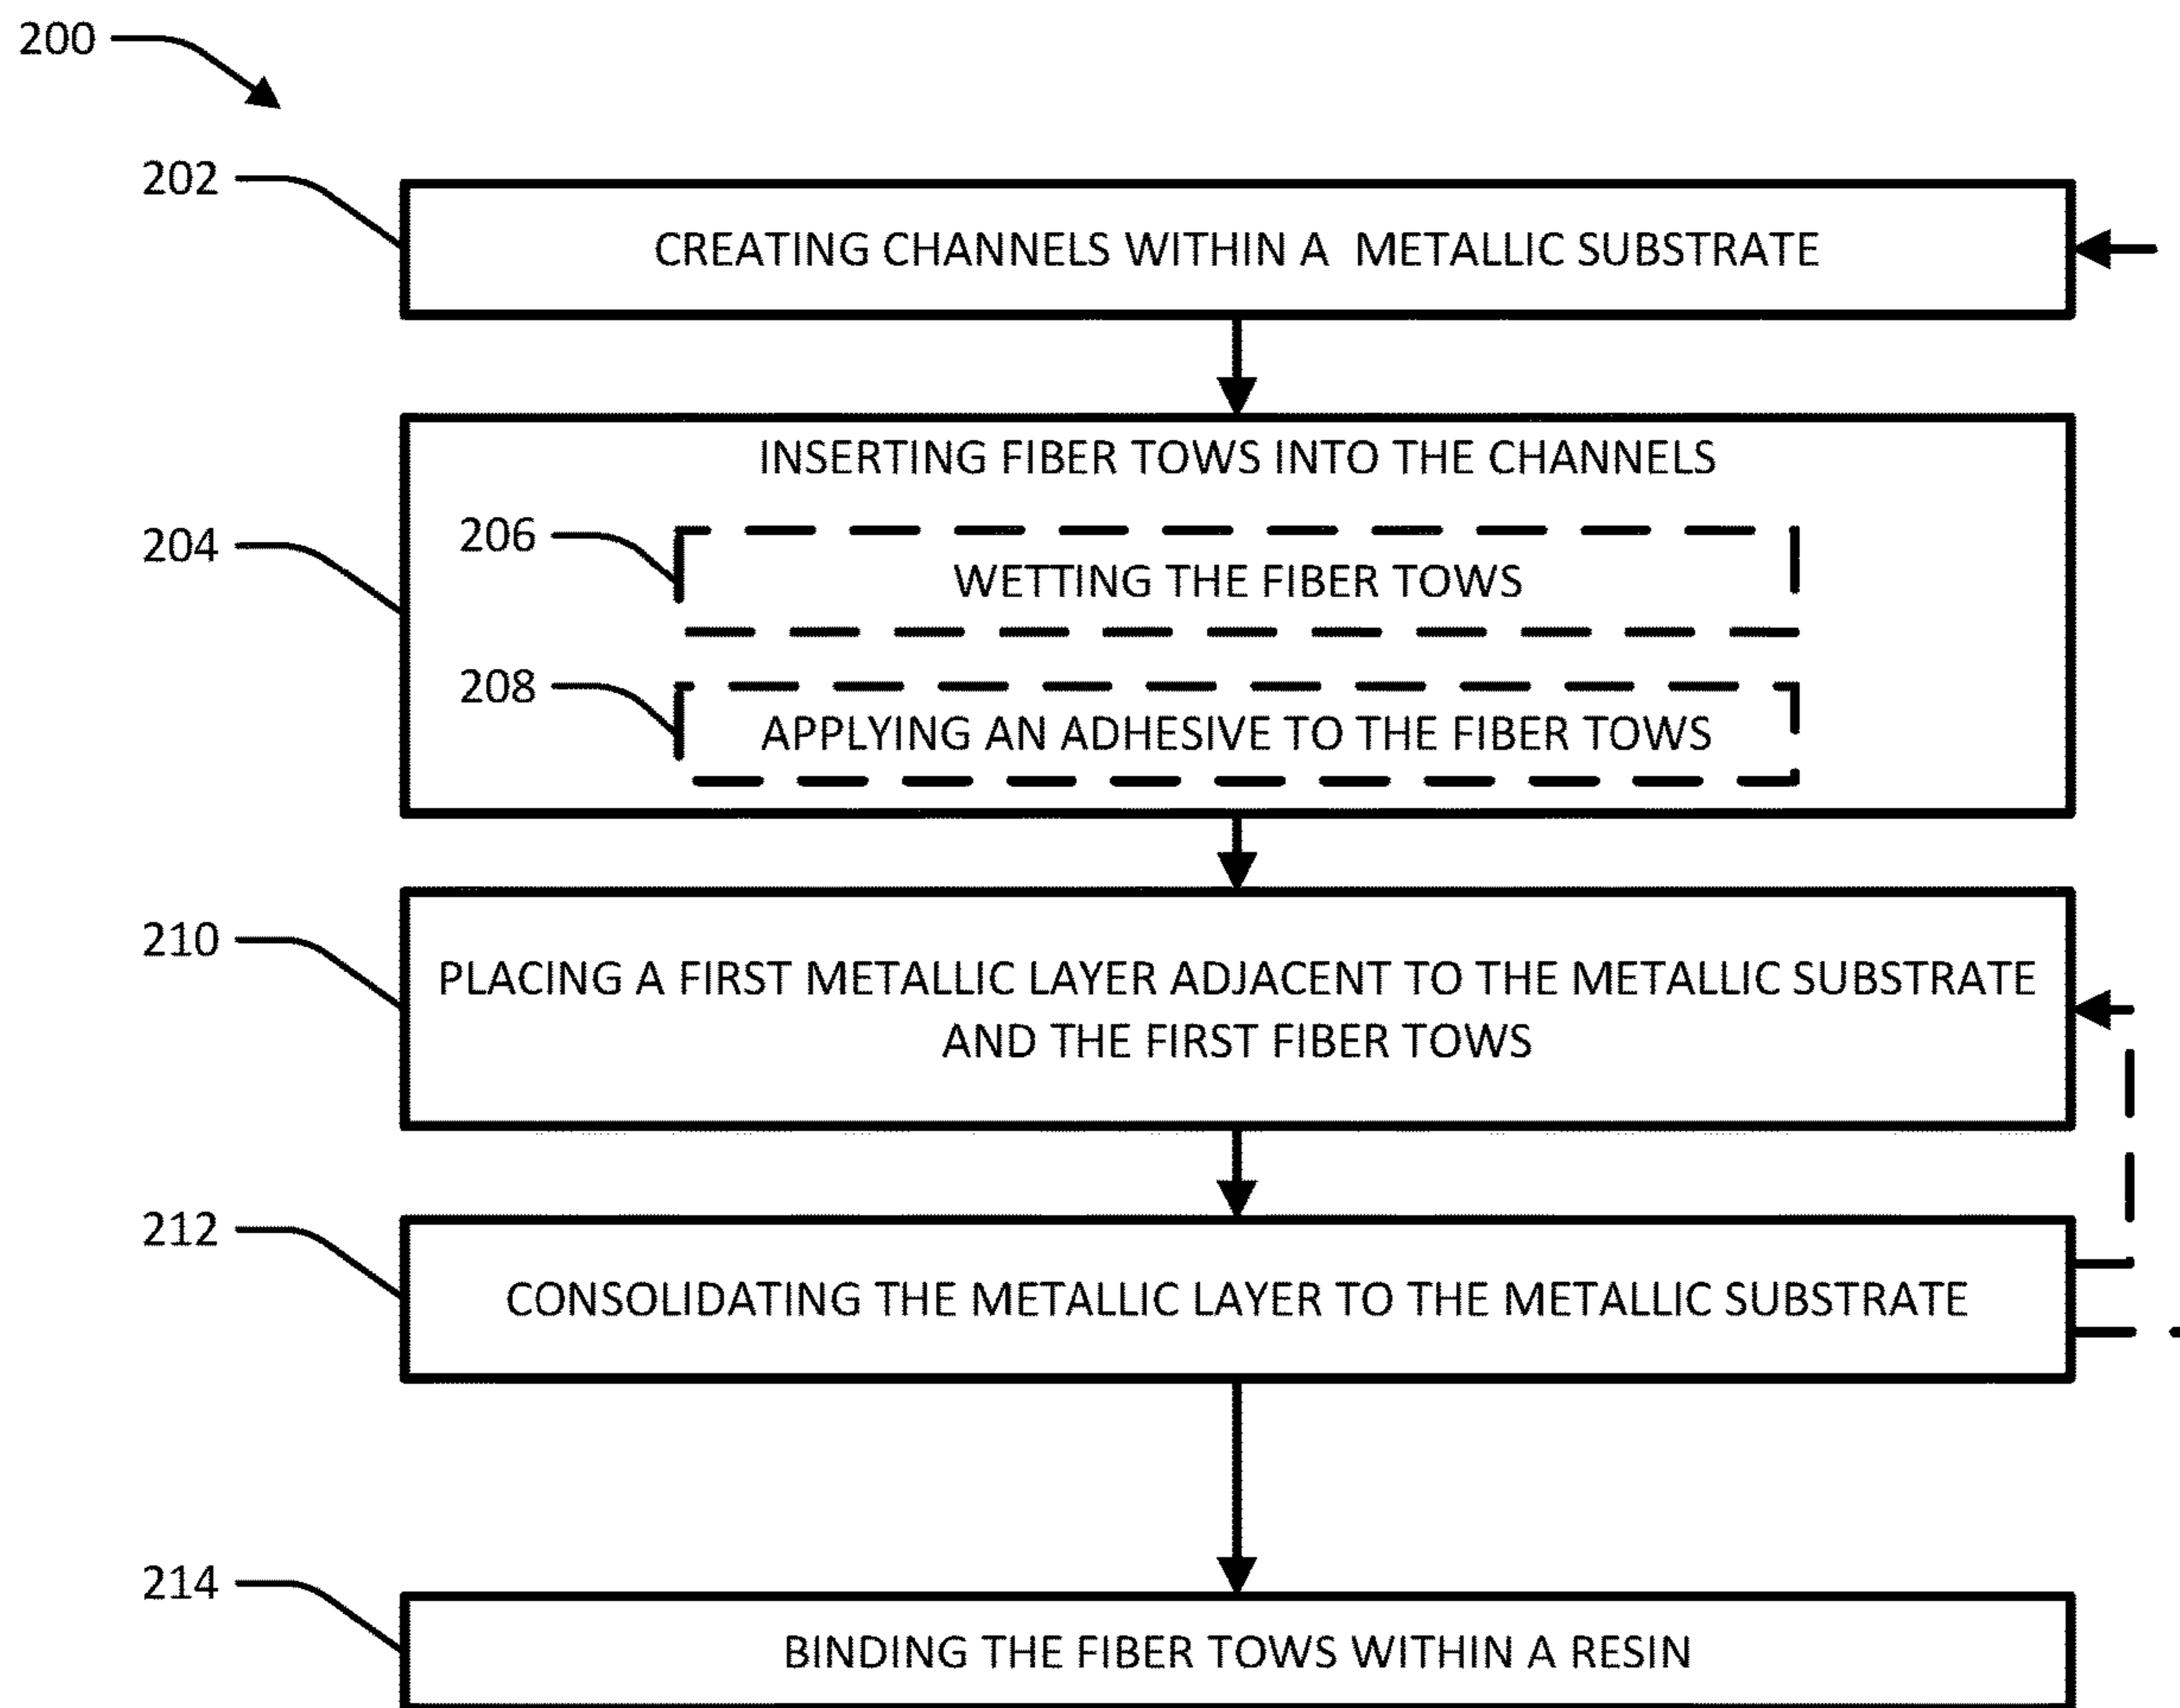 200
202
CREATING CHANNELS WITHIN A METALLIC SUBSTRATE
204
INSERTING FIBER TOWS INTO THE CHANNELS
206
WETTING THE FIBER TOWS
208
APPLYING AN ADHESIVE TO THE FIBER TOWS
210
PLACING A FIRST METALLIC LAYER ADJACENT TO THE METALLIC SUBSTRATE
AND THE FIRST FIBER TOWS
212
CONSOLIDATING THE METALLIC LAYER TO THE METALLIC SUBSTRATE
214
BINDING THE FIBER TOWS WITHIN A RESIN